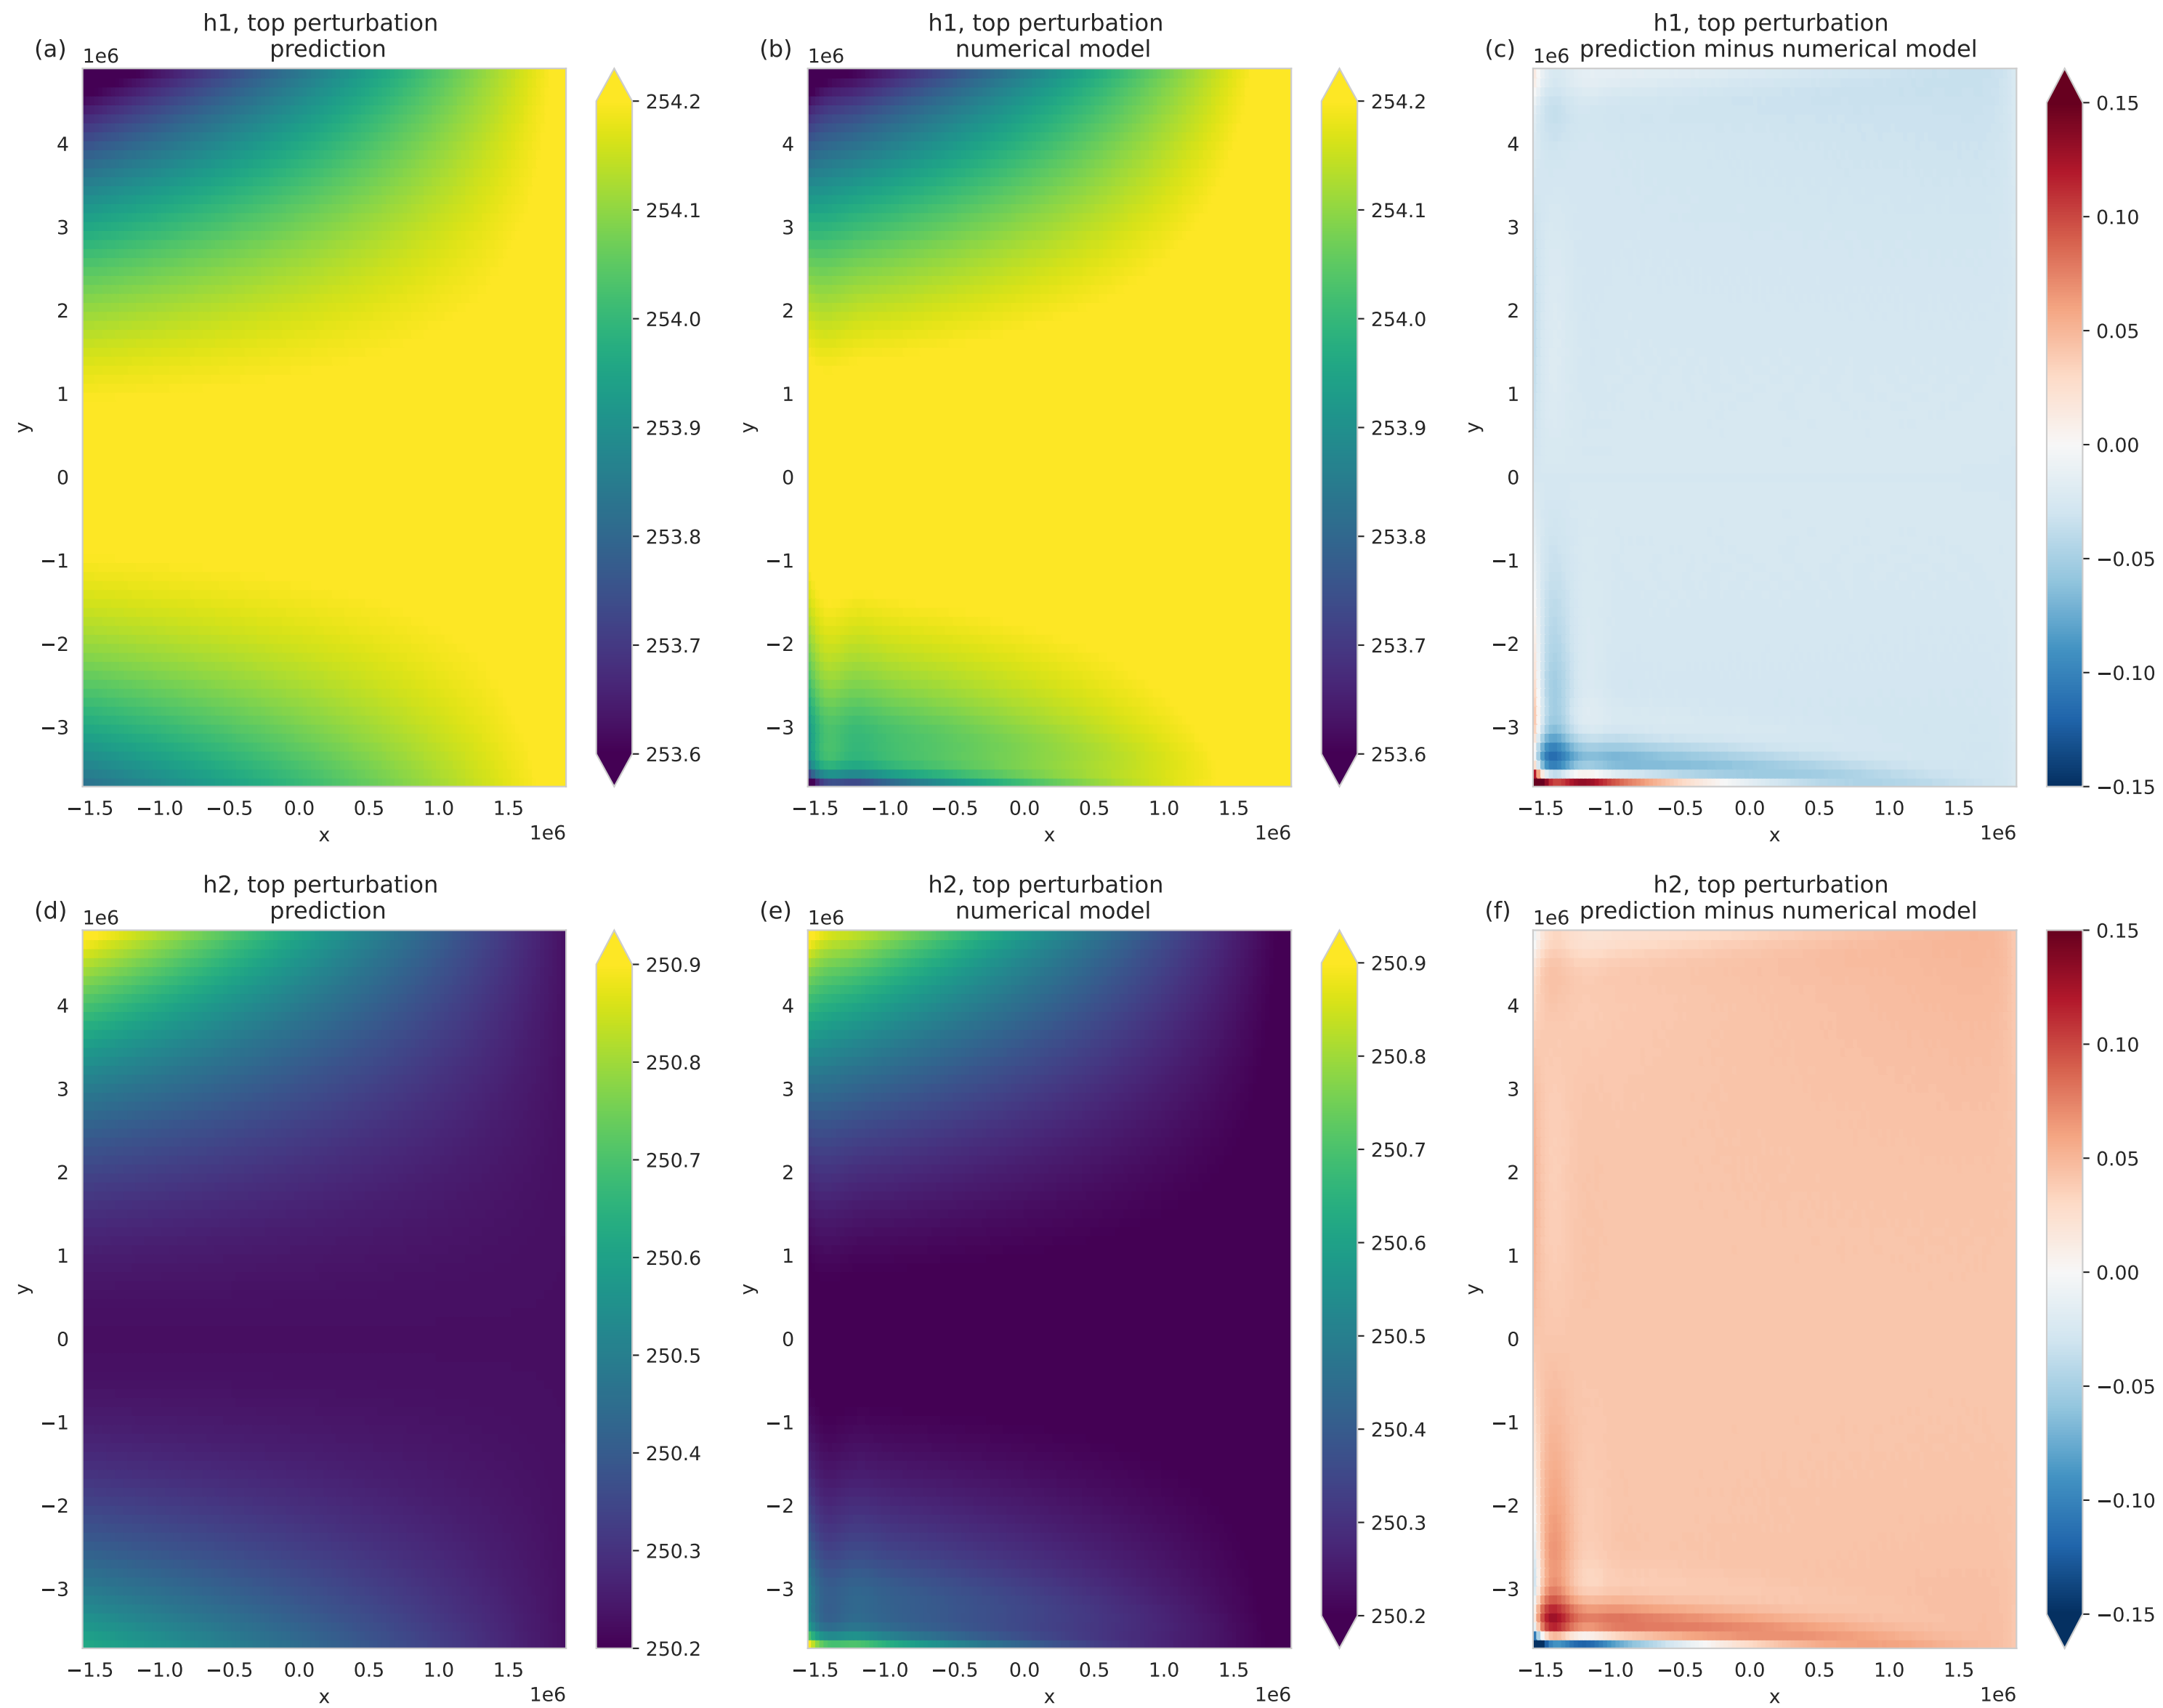 (a) h1, top perturbation
prediction
1e6
4
3
2
1
0
−1
−2
−3
y
−1.5 −1.0 −0.5 0.0 0.5 1.0 1.5
x
1e6
254.2
254.1
254.0
253.9
253.8
253.7
253.6
(b) h1, top perturbation
numerical model
1e6
4
3
2
1
0
−1
−2
−3
y
−1.5 −1.0 −0.5 0.0 0.5 1.0 1.5
x
1e6
254.2
254.1
254.0
253.9
253.8
253.7
253.6
(c) h1, top perturbation
prediction minus numerical model
1e6
4
3
2
1
0
−1
−2
−3
y
−1.5 −1.0 −0.5 0.0 0.5 1.0 1.5
x
1e6
0.15
0.10
0.05
0.00
−0.05
−0.10
−0.15
(d) h2, top perturbation
prediction
1e6
4
3
2
1
0
−1
−2
−3
y
−1.5 −1.0 −0.5 0.0 0.5 1.0 1.5
x
1e6
250.9
250.8
250.7
250.6
250.5
250.4
250.3
250.2
(e) h2, top perturbation
numerical model
1e6
4
3
2
1
0
−1
−2
−3
y
−1.5 −1.0 −0.5 0.0 0.5 1.0 1.5
x
1e6
250.9
250.8
250.7
250.6
250.5
250.4
250.3
250.2
(f) h2, top perturbation
prediction minus numerical model
1e6
4
3
2
1
0
−1
−2
−3
y
−1.5 −1.0 −0.5 0.0 0.5 1.0 1.5
x
1e6
0.15
0.10
0.05
0.00
−0.05
−0.10
−0.15